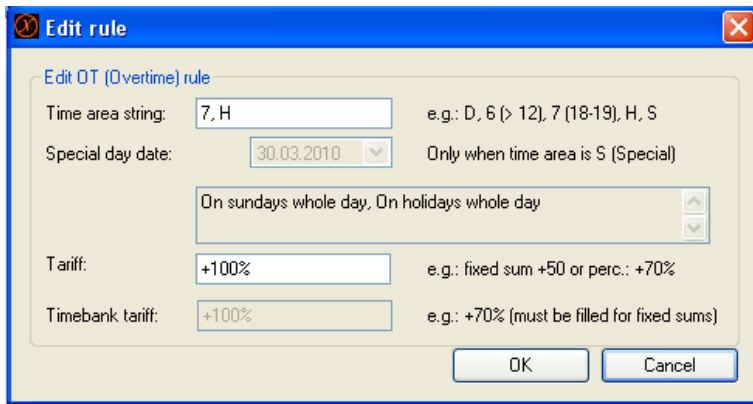 Edit rule
Edit OT (Overtime) rule
Time area string: 7, H e.g.: D, 6 (> 12), 7 (18-19), H, S
Special day date: 30.03.2010 Only when time area is S (Special)
On sundays whole day, On holidays whole day
Tariff: +100% e.g.: fixed sum +50 or perc.: +70%
Timebank tariff: +100% e.g.: +70% (must be filled for fixed sums)
OK Cancel